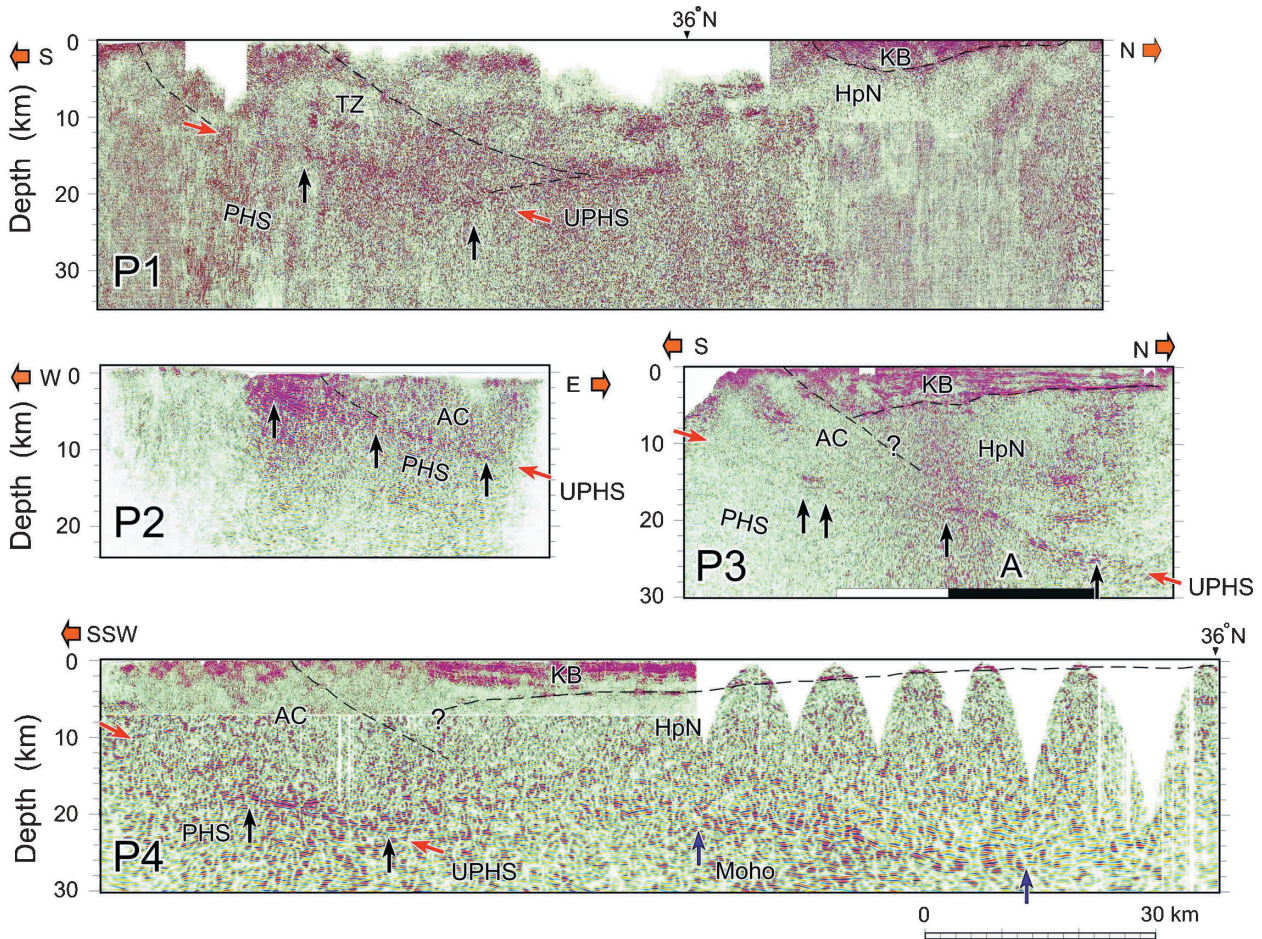 36°N
S
N
0
10
20
30
Depth (km)
KB
HpN
TZ
PHS
UPHS
P1
W
E
0
10
20
Depth (km)
AC
PHS
UPHS
P2
S
N
0
10
20
30
KB
AC
?
HpN
PHS
A
P3
UPHS
SSW
36°N
0
10
20
30
Depth (km)
KB
AC
?
HpN
PHS
UPHS
Moho
P4
0
30 km